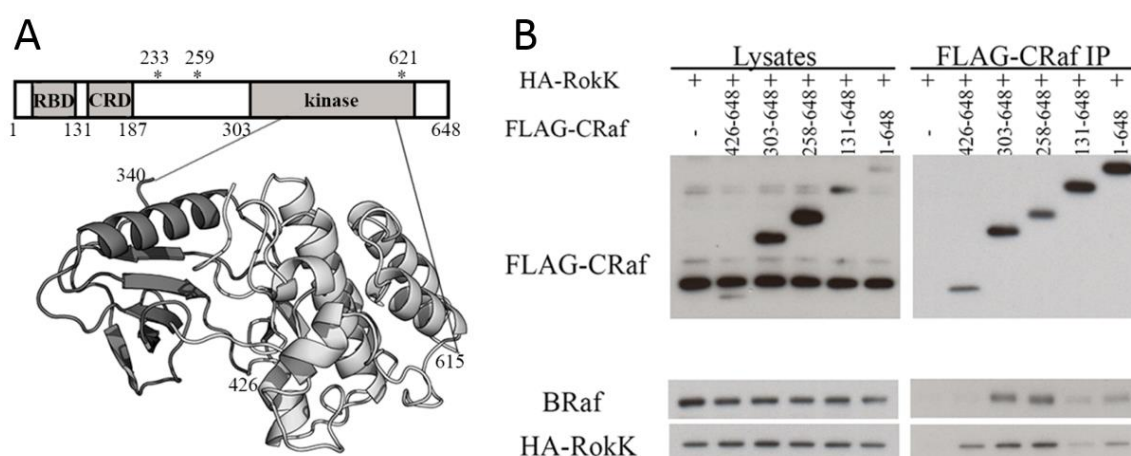 A
233 259 621
* * *
RBD CRD kinase
1 131 187 303 648
340
426
615
B
Lysates FLAG-CRaf IP
HA-RokK + + + + + + + + + + + +
FLAG-CRaf - 426-648 303-648 258-648 131-648 1-648 - 426-648 303-648 258-648 131-648 1-648
FLAG-CRaf
BRaf
HA-RokK